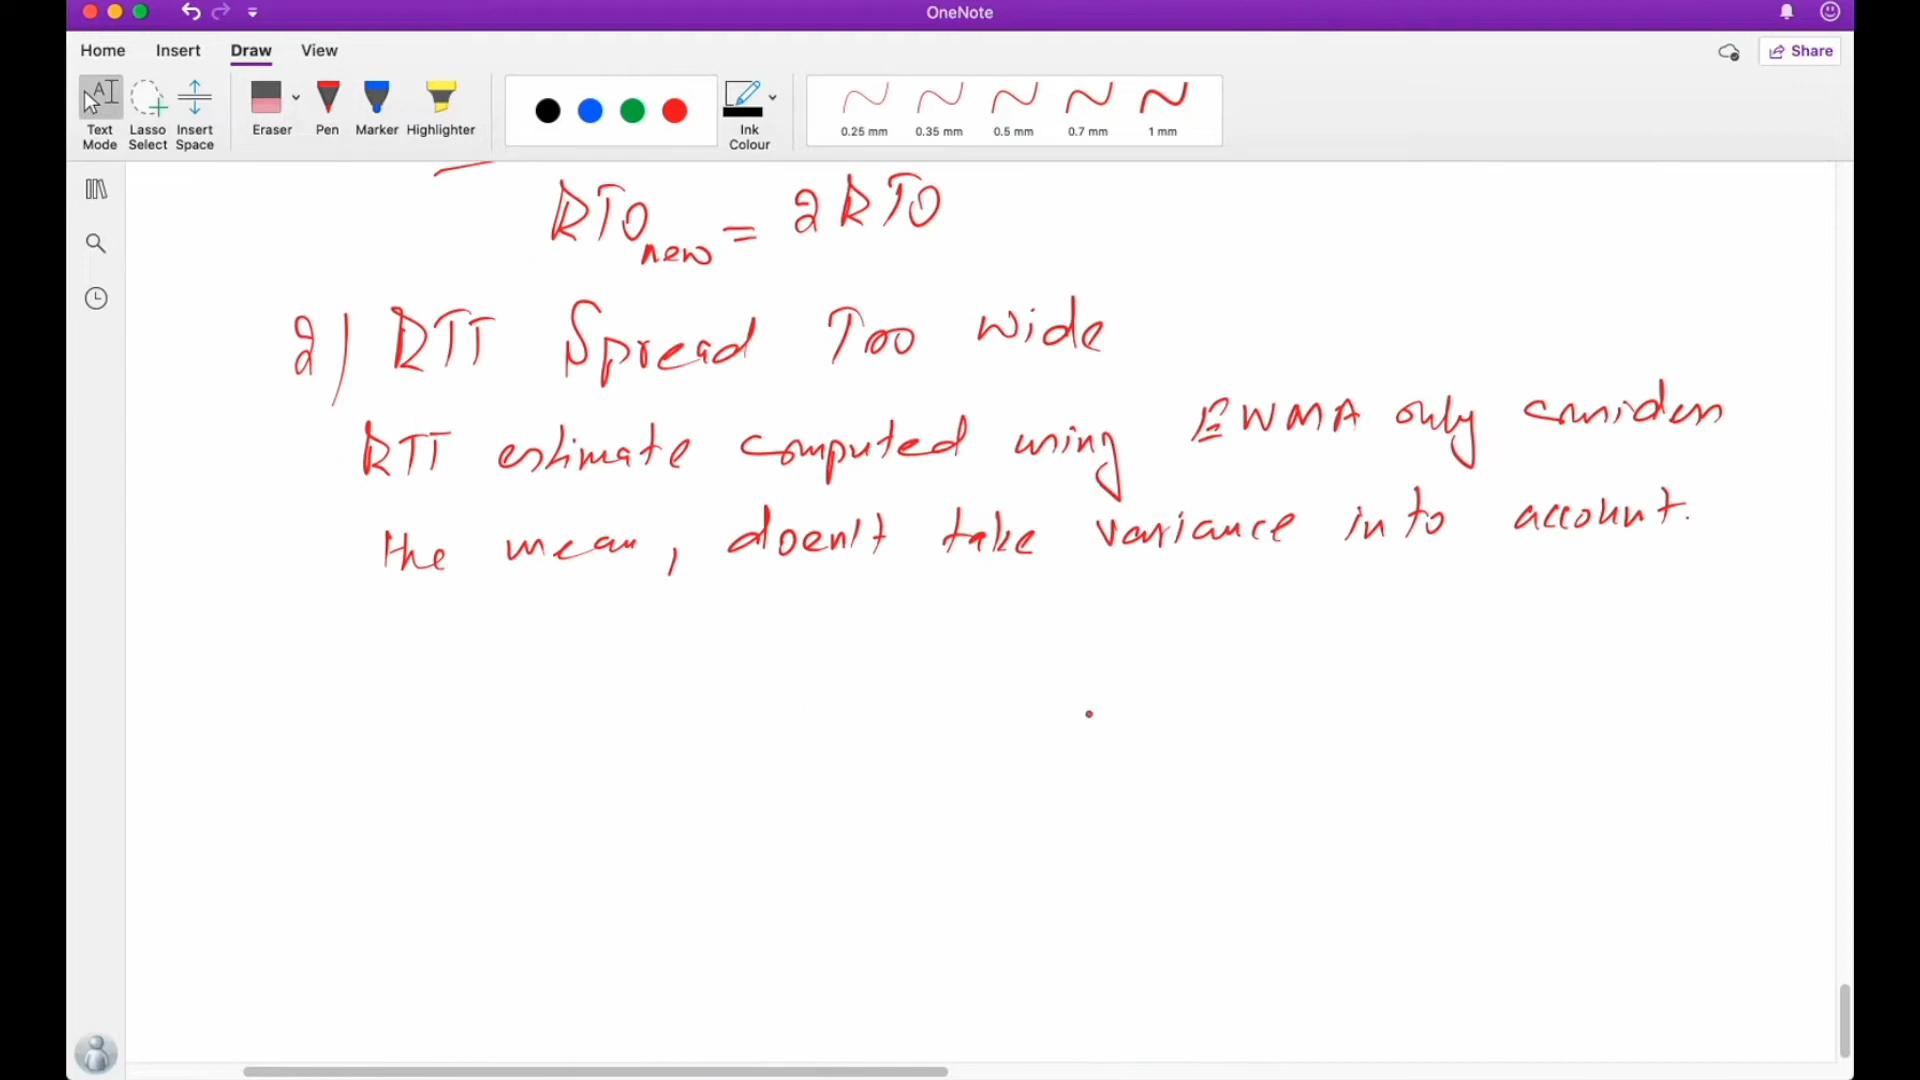 OneNote
Home Insert Draw View
Share
Text Mode
Lasso Select
Insert Space
Eraser
Pen
Marker
Highlighter
Ink Colour
0.25 mm
0.35 mm
0.5 mm
0.7 mm
1 mm
RTO new = 2 RTO
2) RTT Spread Too wide
RTT estimate computed using EWMA only considers
the mean, doesn't take variance into account.